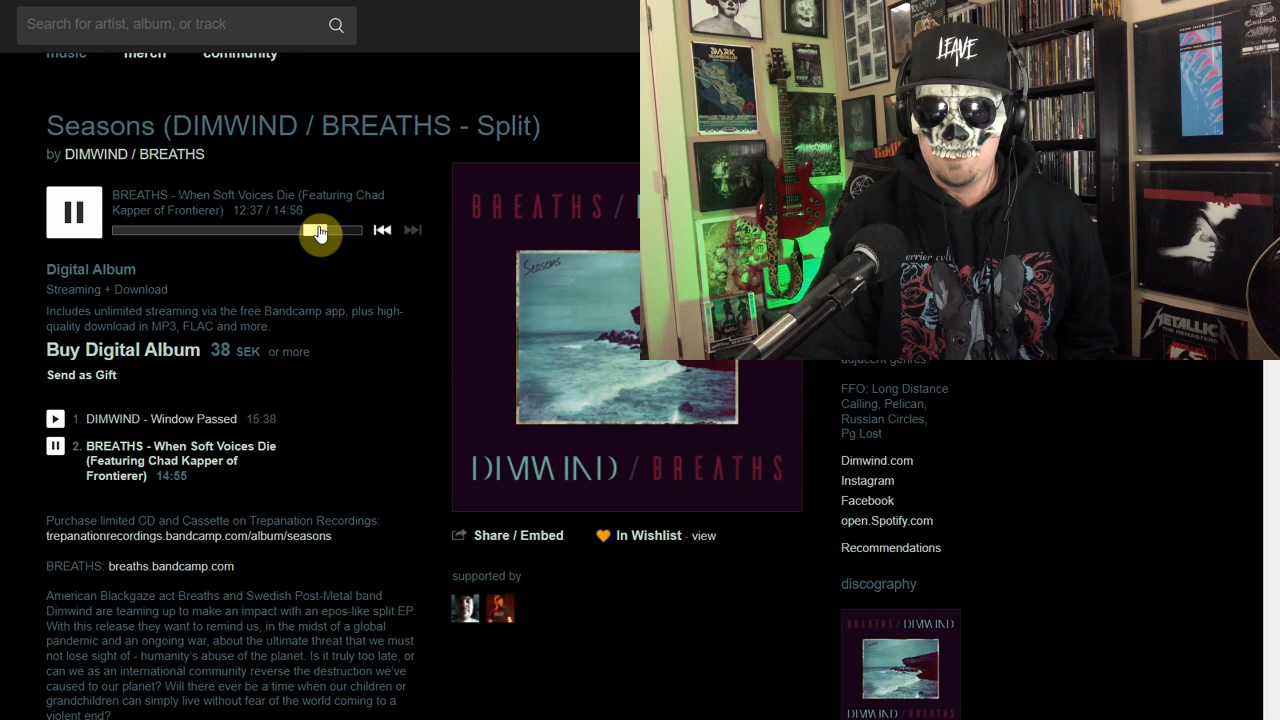 Search for artist, album, or track
music merch community
Seasons (DIMWIND / BREATHS - Split)
by DIMWIND / BREATHS
BREATHS - When Soft Voices Die (Featuring Chad
Kapper of Frontierer) 12:37 / 14:56
Digital Album
Streaming + Download
Includes unlimited streaming via the free Bandcamp app, plus high-
quality download in MP3, FLAC and more.
Buy Digital Album 38 SEK or more
Send as Gift
1. DIMWIND - Window Passed 15:38
2. BREATHS - When Soft Voices Die
(Featuring Chad Kapper of
Frontierer) 14:55
Purchase limited CD and Cassette on Trepanation Recordings:
trepanationrecordings.bandcamp.com/album/seasons
BREATHS: breaths.bandcamp.com
American Blackgaze act Breaths and Swedish Post-Metal band
Dimwind are teaming up to make an impact with an epos-like split EP.
With this release they want to remind us, in the midst of a global
pandemic and an ongoing war, about the ultimate threat that we must
not lose sight of - humanity's abuse of the planet. Is it truly too late, or
can we as an international community reverse the destruction we've
caused to our planet? Will there ever be a time when our children or
grandchildren can simply live without fear of the world coming to a
violent end?
BREATHS /
Seasons
DIMWIND / BREATHS
Share / Embed
In Wishlist - view
supported by
LEAVE
METALLICA
THE REMASTERS
adjacent genres.
FFO: Long Distance
Calling, Pelican,
Russian Circles,
Pg.Lost
Dimwind.com
Instagram
Facebook
open.Spotify.com
Recommendations
discography
BREATHS / DIMWIND
DIMWIND / BREATHS